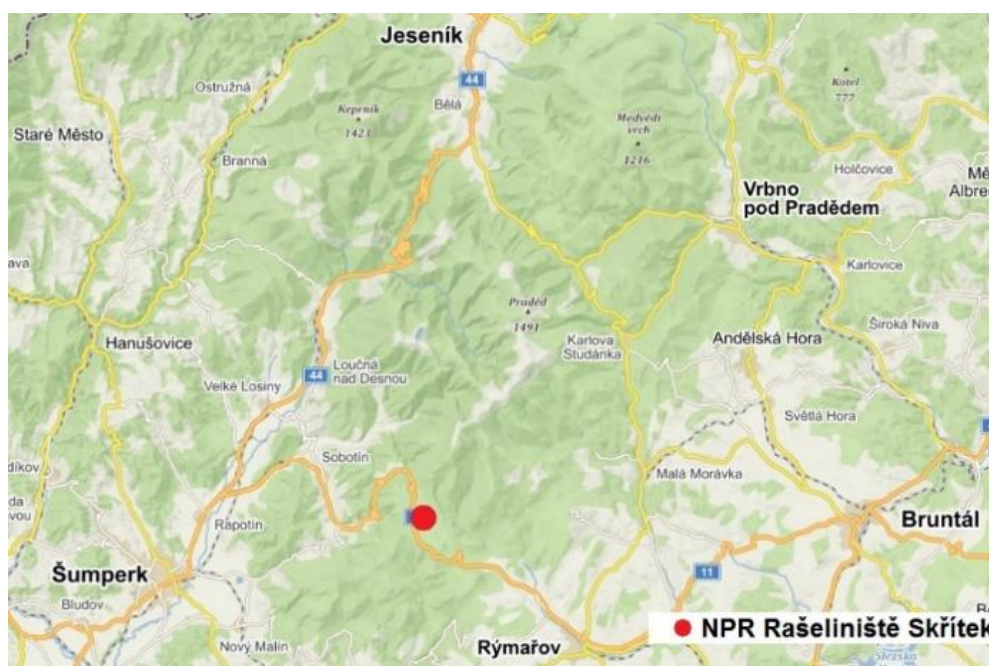 Jeseník
44
Ostružná
Bělá
Kotel
777
Keprník
1423
Staré Město
Medvědí
vrch
1216
Branná
Holčovice
Vrbno
pod Pradědem
Karlovice
Praděd
1491
Široká Niva
Hanušovice
Karlova
Studánka
Andělská Hora
Loučná
nad Desnou
44
Velké Losiny
Světlá Hora
Sobotín
Malá Morávka
Rapotín
Bruntál
Šumperk
11
Bludov
Nový Malín
Rýmařov
NPR Rašeliniště Skřítek